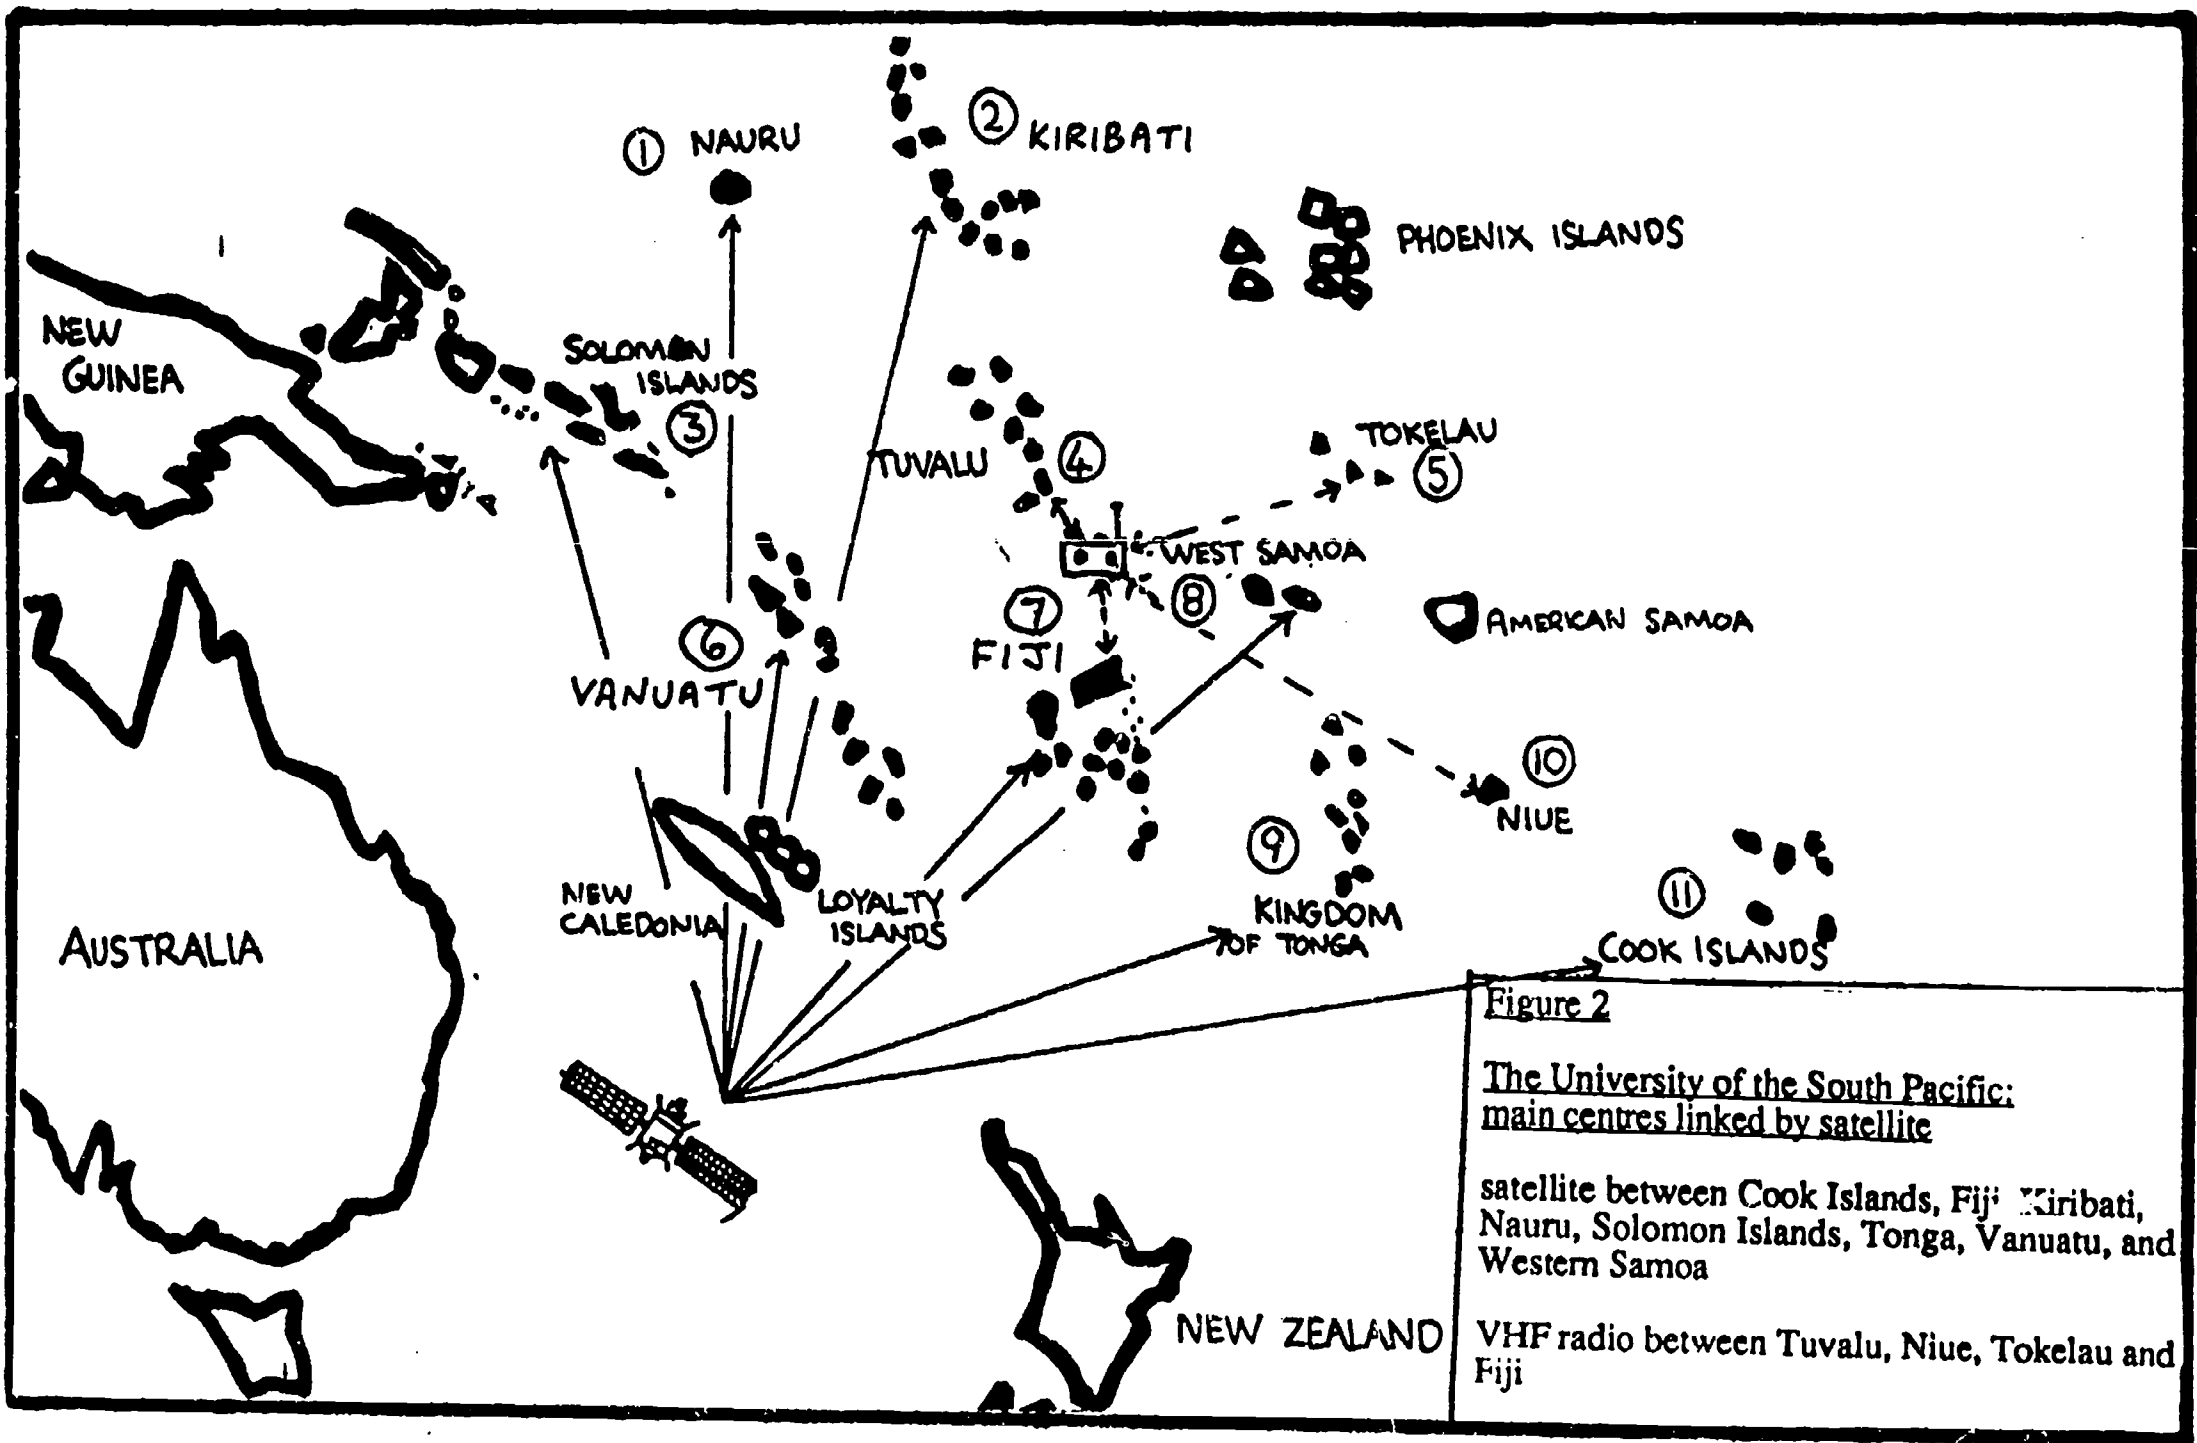 ① NAURU
② KIRIBATI
PHOENIX ISLANDS
NEW
GUINEA
SOLOMON
ISLANDS
③
TUVALU ④
TOKELAU
⑤
WEST SAMOA
⑧
⑦
FIJI
AMERICAN SAMOA
⑥
VANUATU
⑩
NIUE
⑨
KINGDOM
OF TONGA
⑪
COOK ISLANDS
NEW
CALEDONIA
LOYALTY
ISLANDS
AUSTRALIA
NEW ZEALAND
Figure 2
The University of the South Pacific:
main centres linked by satellite
satellite between Cook Islands, Fiji Kiribati,
Nauru, Solomon Islands, Tonga, Vanuatu, and
Western Samoa
VHF radio between Tuvalu, Niue, Tokelau and
Fiji